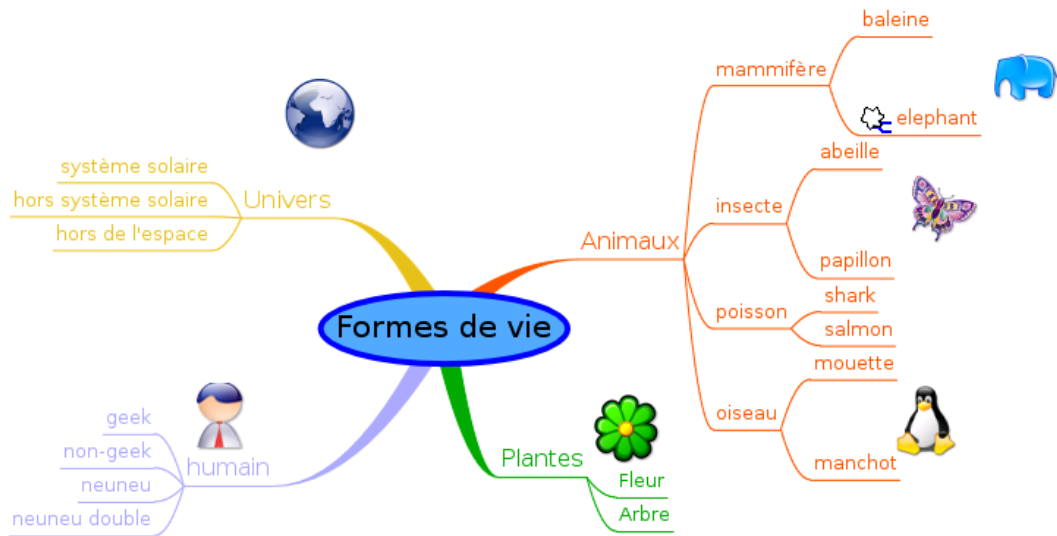 Formes de vie
Univers
système solaire
hors système solaire
hors de l'espace
humain
geek
non-geek
neuneu
neuneu double
Plantes
Fleur
Arbre
Animaux
mammifère
baleine
elephant
insecte
abeille
papillon
poisson
shark
salmon
oiseau
mouette
manchot